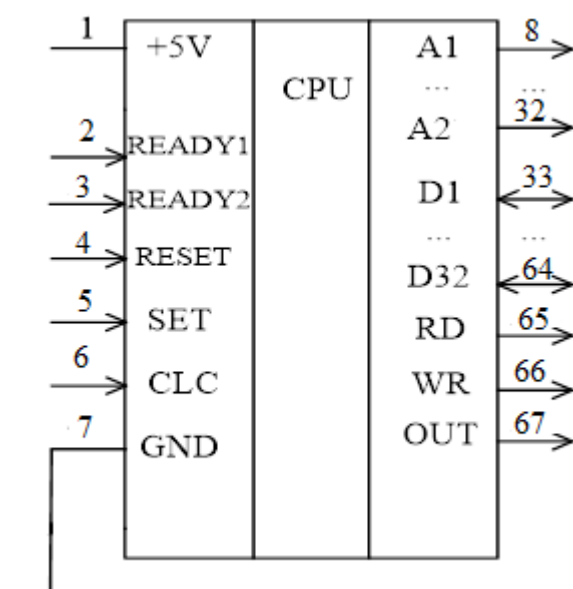 1 +5V CPU A1 8
... ...
2 READY1 A2 32
3 READY2 D1 33
... ...
4 RESET D32 64
5 SET RD 65
6 CLC WR 66
7 GND OUT 67